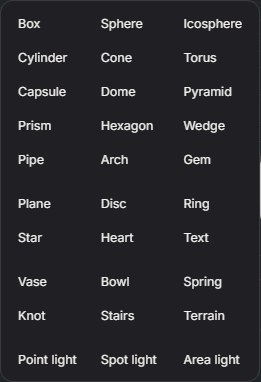 Box Sphere Icosphere
Cylinder Cone Torus
Capsule Dome Pyramid
Prism Hexagon Wedge
Pipe Arch Gem
Plane Disc Ring
Star Heart Text
Vase Bowl Spring
Knot Stairs Terrain
Point light Spot light Area light